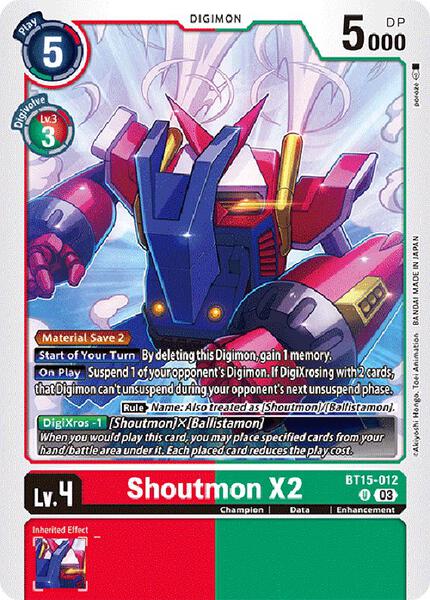 Play
5
DIGIMON
5000
DP
Digivolve
Lv.3
3
Material Save 2
Start of Your Turn By deleting this Digimon, gain 1 memory.
On Play Suspend 1 of your opponent's Digimon. If DigiXrosing with 2 cards,
that Digimon can't unsuspend during your opponent's next unsuspend phase.
Rule Name: Also treated as [Shoutmon]/[Ballistamon].
DigiXros -1 [Shoutmon]×[Ballistamon]
When you would play this card, you may place specified cards from your
hand/battle area under it. Each placed card reduces the play cost.
©Akiyoshi Hongo, Toei Animation BANDAI MADE IN JAPAN
Lv.4
Shoutmon X2
BT15-012
U 03
Champion Data Enhancement
Inherited Effect